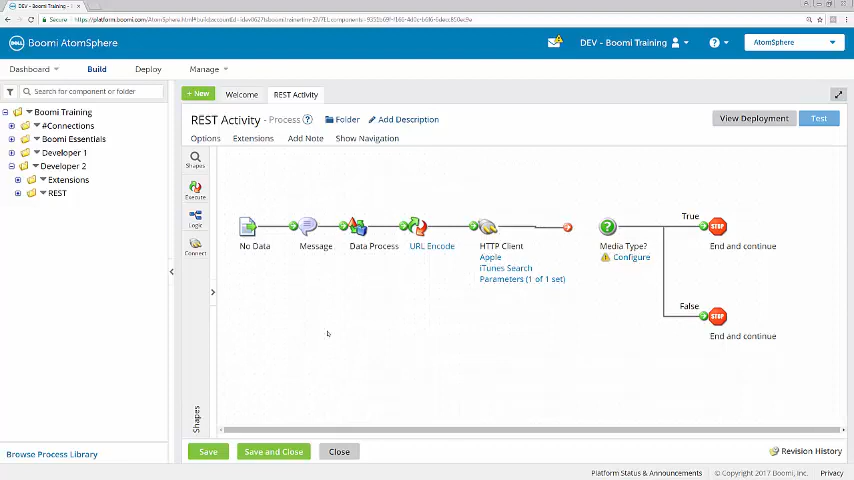 Boomi AtomSphere
DEV - Boomi Training
AtomSphere
Dashboard
Build
Deploy
Manage
Search for component or folder
+ New
Welcome
REST Activity
Boomi Training
#Connections
Boomi Essentials
Developer 1
Developer 2
Extensions
REST
REST Activity - Process
Folder
Add Description
View Deployment
Test
Options
Extensions
Add Note
Show Navigation
Shapes
Execute
Logic
Connect
True
No Data
Message
Data Process
URL Encode
HTTP Client
Apple
iTunes Search
Parameters (1 of 1 set)
Media Type?
Configure
STOP
End and continue
False
STOP
End and continue
Shapes
Browse Process Library
Save
Save and Close
Close
Revision History
Platform Status & Announcements
© Copyright 2017 Boomi, Inc.
Privacy